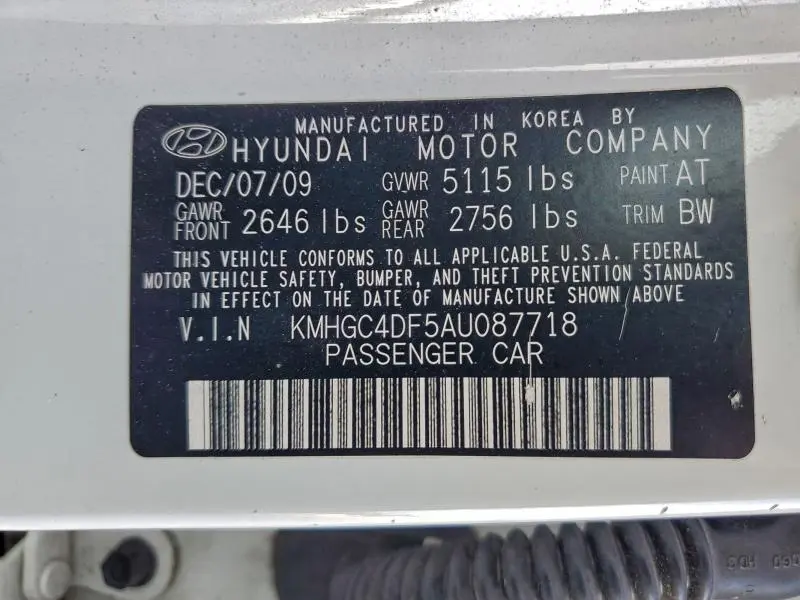 MANUFACTURED IN KOREA BY
HYUNDAI MOTOR COMPANY
DEC/07/09 GVWR 5115 lbs PAINT AT
GAWR FRONT 2646 lbs GAWR REAR 2756 lbs TRIM BW
THIS VEHICLE CONFORMS TO ALL APPLICABLE U.S.A. FEDERAL
MOTOR VEHICLE SAFETY, BUMPER, AND THEFT PREVENTION STANDARDS
IN EFFECT ON THE DATE OF MANUFACTURE SHOWN ABOVE
V.I.N KMHGC4DF5AU087718
PASSENGER CAR
HDS